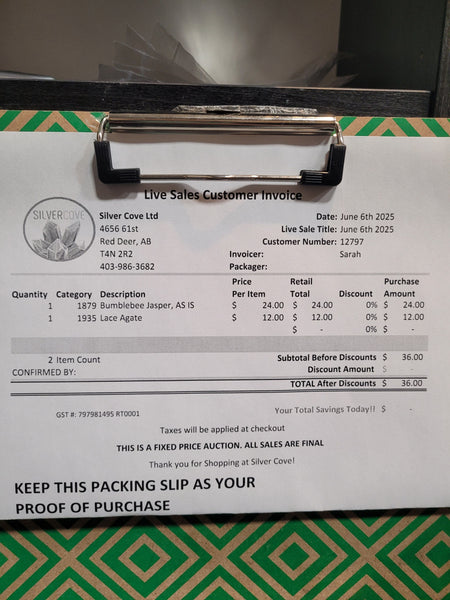 Live Sales Customer Invoice
SILVERCOVE
Silver Cove Ltd
4656 61st
Red Deer, AB
T4N 2R2
403-986-3682
Date: June 6th 2025
Live Sale Title: June 6th 2025
Customer Number: 12797
Invoicer: Sarah
Packager:
Quantity Category Description Price Per Item Retail Total Discount Purchase Amount
1 1879 Bumblebee Jasper, AS IS $ 24.00 $ 24.00 0% $ 24.00
1 1935 Lace Agate $ 12.00 $ 12.00 0% $ 12.00
$ - 0% $ -
2 Item Count Subtotal Before Discounts $ 36.00
CONFIRMED BY: Discount Amount $ -
TOTAL After Discounts $ 36.00
GST #: 797981495 RT0001 Your Total Savings Today!! $ -
Taxes will be applied at checkout
THIS IS A FIXED PRICE AUCTION. ALL SALES ARE FINAL
Thank you for Shopping at Silver Cove!
KEEP THIS PACKING SLIP AS YOUR
PROOF OF PURCHASE